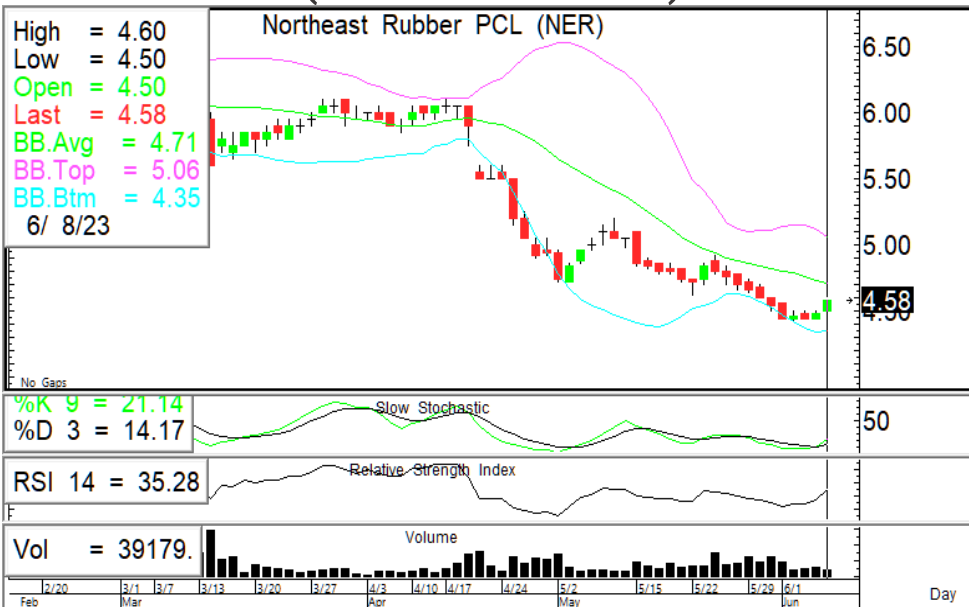 Northeast Rubber PCL (NER)
High = 4.60
Low = 4.50
Open = 4.50
Last = 4.58
BB.Avg = 4.71
BB.Top = 5.06
BB.Btm = 4.35
6/ 8/23
6.50
6.00
5.50
5.00
4.58
4.50
No Gaps
%K 9 = 21.14
%D 3 = 14.17
Slow Stochastic
50
RSI 14 = 35.28
Relative Strength Index
Vol = 39179.
Volume
2/20 3/1 3/7 3/13 3/20 3/27 4/3 4/10 4/17 4/24 5/2 5/15 5/22 5/29 6/1
Feb Mar Apr May Jun
Day